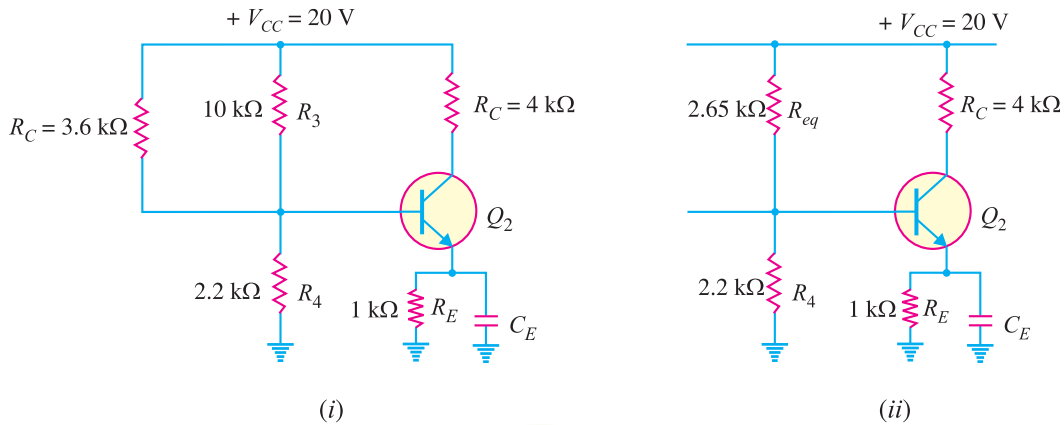 + V_CC = 20 V
R_C = 3.6 kΩ
10 kΩ R_3
R_C = 4 kΩ
Q_2
2.2 kΩ R_4
1 kΩ R_E
C_E
(i)
+ V_CC = 20 V
2.65 kΩ R_eq
R_C = 4 kΩ
Q_2
2.2 kΩ R_4
1 kΩ R_E
C_E
(ii)